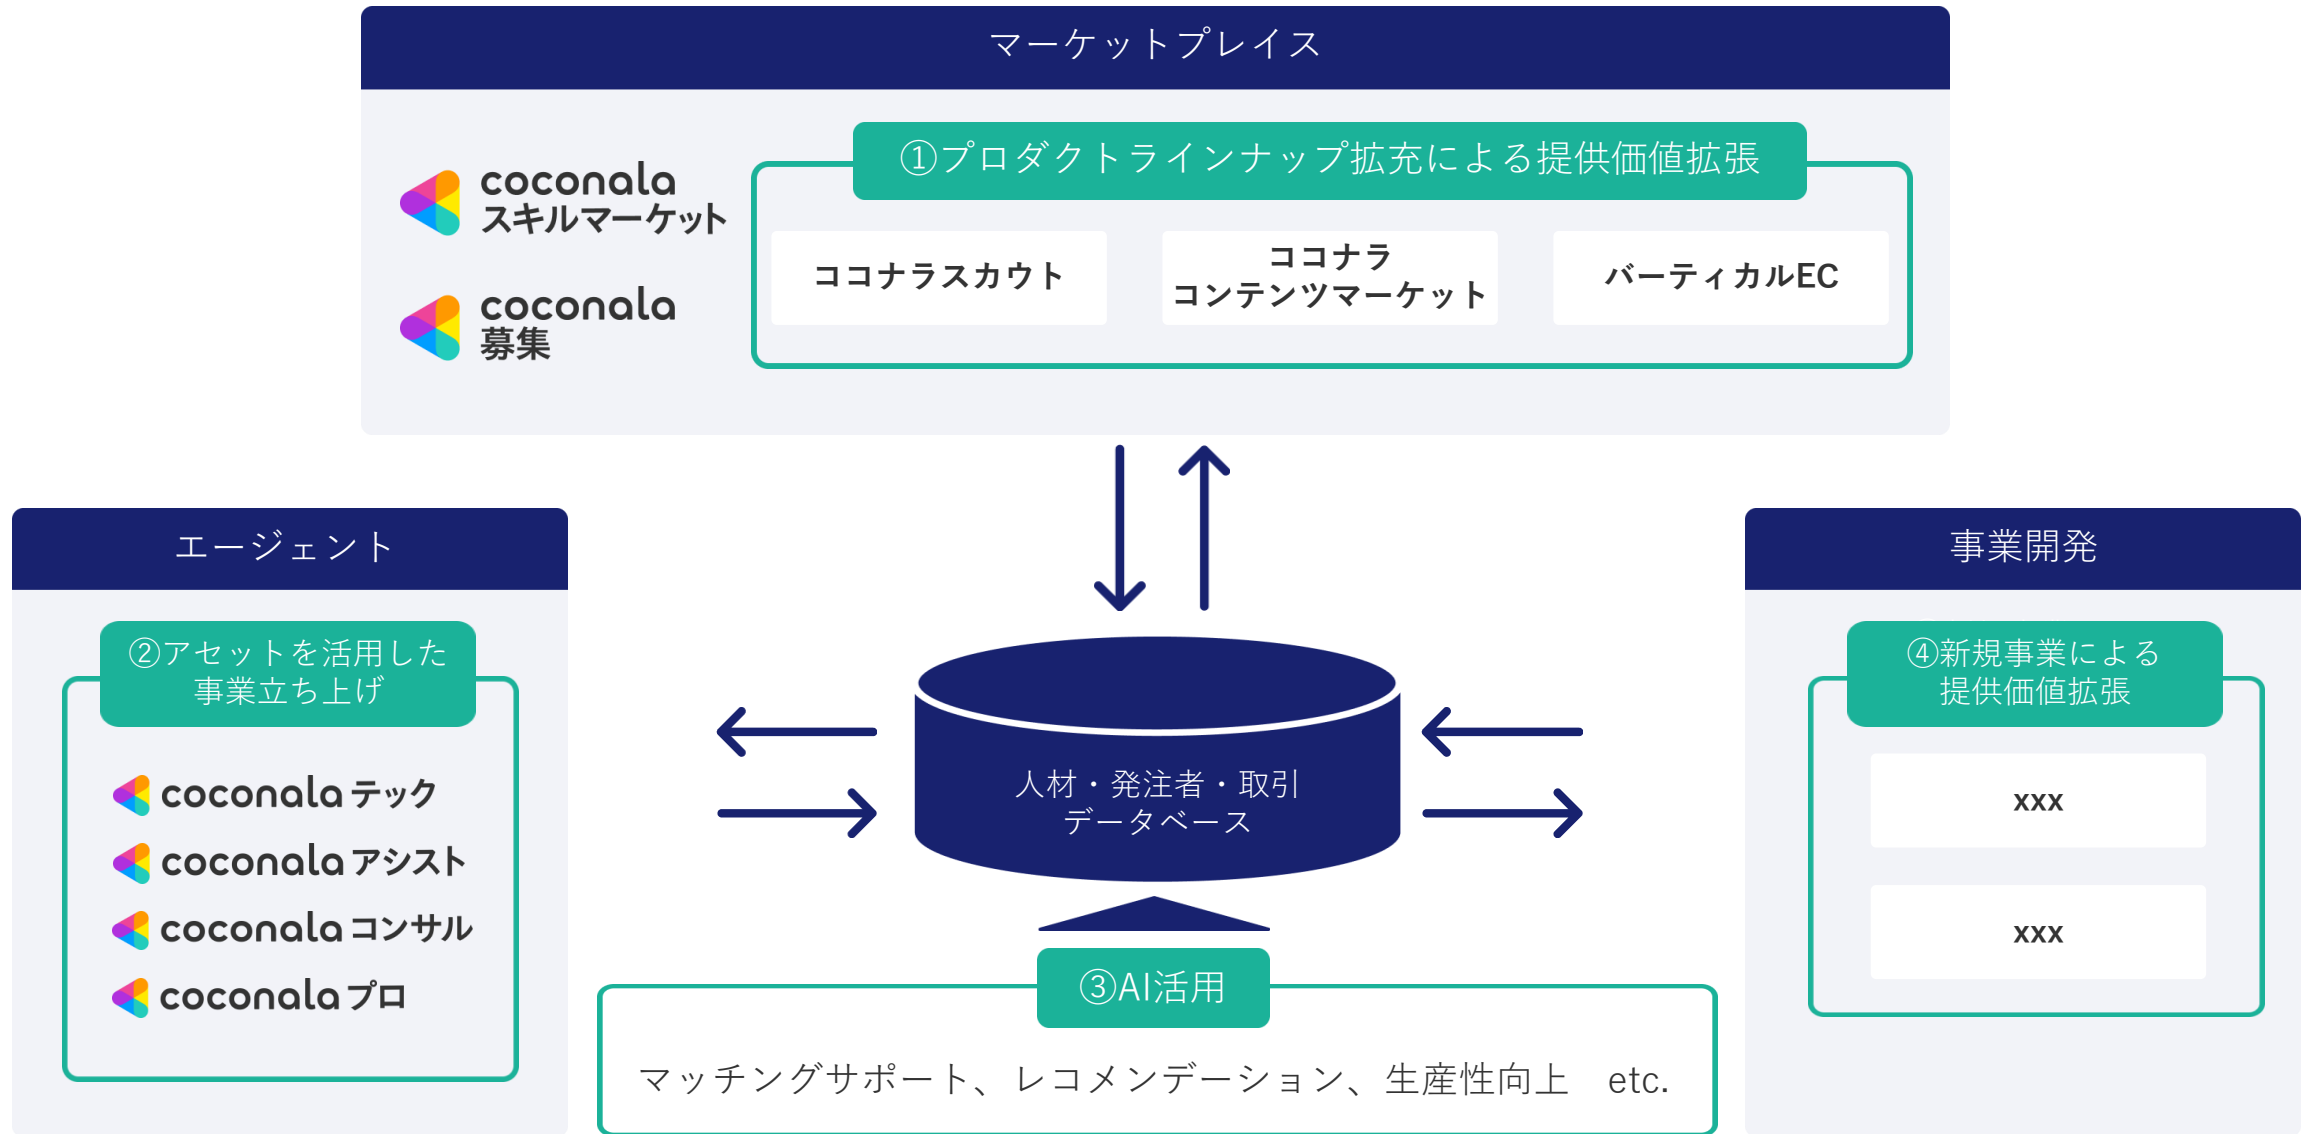 マーケットプレイス
coconala
スキルマーケット
coconala
募集
①プロダクトラインナップ拡充による提供価値拡張
ココナラスカウト
ココナラ
コンテンツマーケット
バーティカルEC
エージェント
②アセットを活用した
事業立ち上げ
coconala テック
coconala アシスト
coconala コンサル
coconala プロ
人材・発注者・取引
データベース
③AI活用
マッチングサポート、レコメンデーション、生産性向上　etc.
事業開発
④新規事業による
提供価値拡張
xxx
xxx